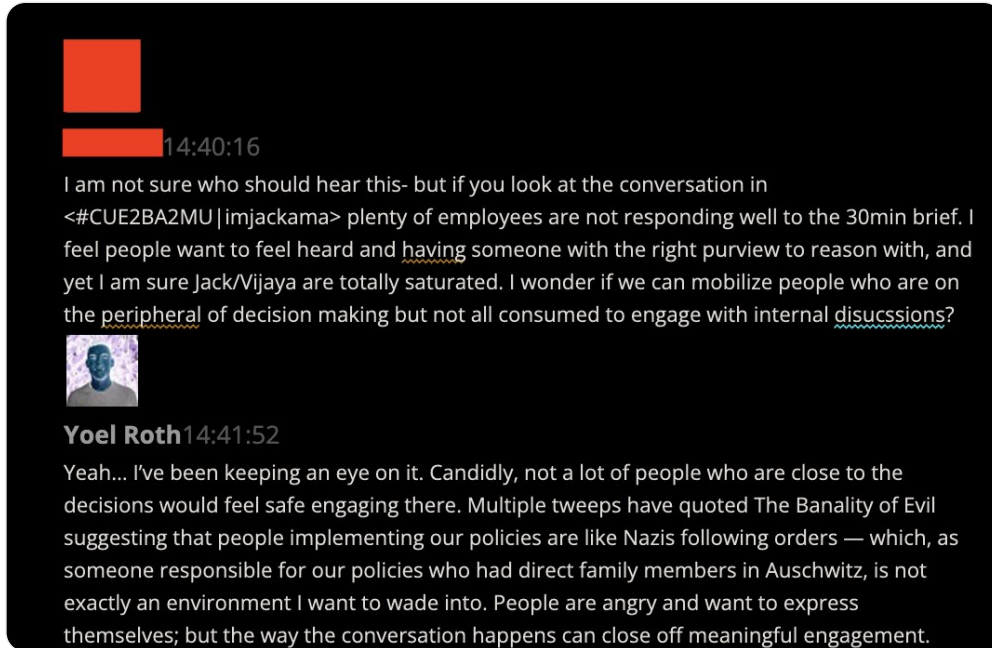 14:40:16
I am not sure who should hear this- but if you look at the conversation in
<#CUE2BA2MU|imjackama> plenty of employees are not responding well to the 30min brief. I
feel people want to feel heard and having someone with the right purview to reason with, and
yet I am sure Jack/Vijaya are totally saturated. I wonder if we can mobilize people who are on
the peripheral of decision making but not all consumed to engage with internal disucssions?
Yoel Roth14:41:52
Yeah... I've been keeping an eye on it. Candidly, not a lot of people who are close to the
decisions would feel safe engaging there. Multiple tweeps have quoted The Banality of Evil
suggesting that people implementing our policies are like Nazis following orders — which, as
someone responsible for our policies who had direct family members in Auschwitz, is not
exactly an environment I want to wade into. People are angry and want to express
themselves; but the way the conversation happens can close off meaningful engagement.